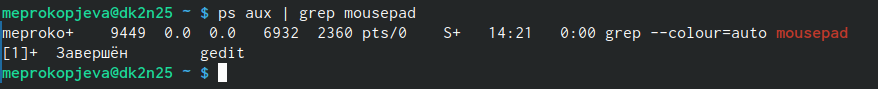 meprokopjeva@dk2n25 ~ $ ps aux | grep mousepad
meproko+    9449  0.0  0.0   6932  2360 pts/0    S+   14:21   0:00 grep --colour=auto mousepad
[1]+  Завершён        gedit
meprokopjeva@dk2n25 ~ $